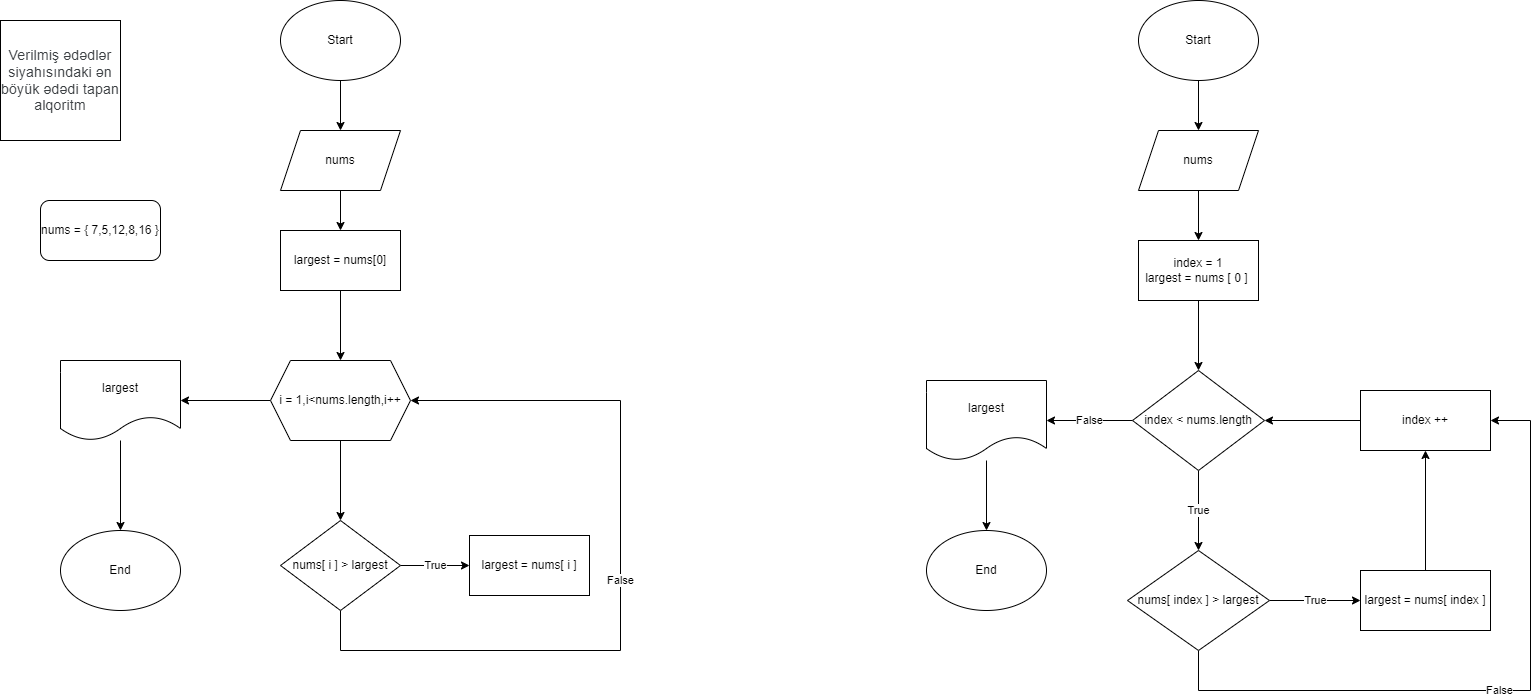 Verilmiş ədədlər
siyahısındaki ən
böyük ədədi tapan
alqoritm
nums = { 7,5,12,8,16 }
Start
nums
largest = nums[0]
i = 1,i<nums.length,i++
largest
End
nums[ i ] > largest
True
largest = nums[ i ]
False
Start
nums
index = 1
largest = nums [ 0 ]
index < nums.length
False
largest
End
True
nums[ index ] > largest
True
largest = nums[ index ]
index ++
False